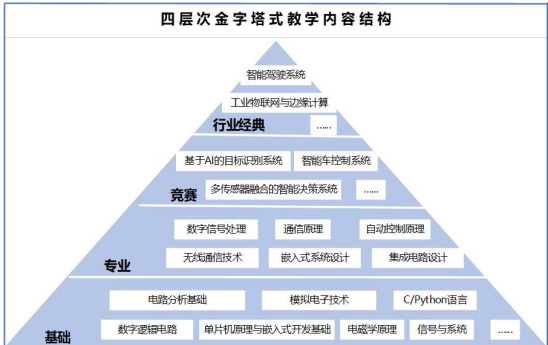 四层次金字塔式教学内容结构
智能驾驶系统
工业物联网与边缘计算
行业经典 ……
基于AI的目标识别系统 智能车控制系统
竞赛 多传感器融合的智能决策系统 ……
数字信号处理 通信原理 自动控制原理
无线通信技术 嵌入式系统设计 集成电路设计
专业
电路分析基础 模拟电子技术 C/Python语言
基础 数字逻辑电路 单片机原理与嵌入式开发基础 电磁学原理 信号与系统 ……